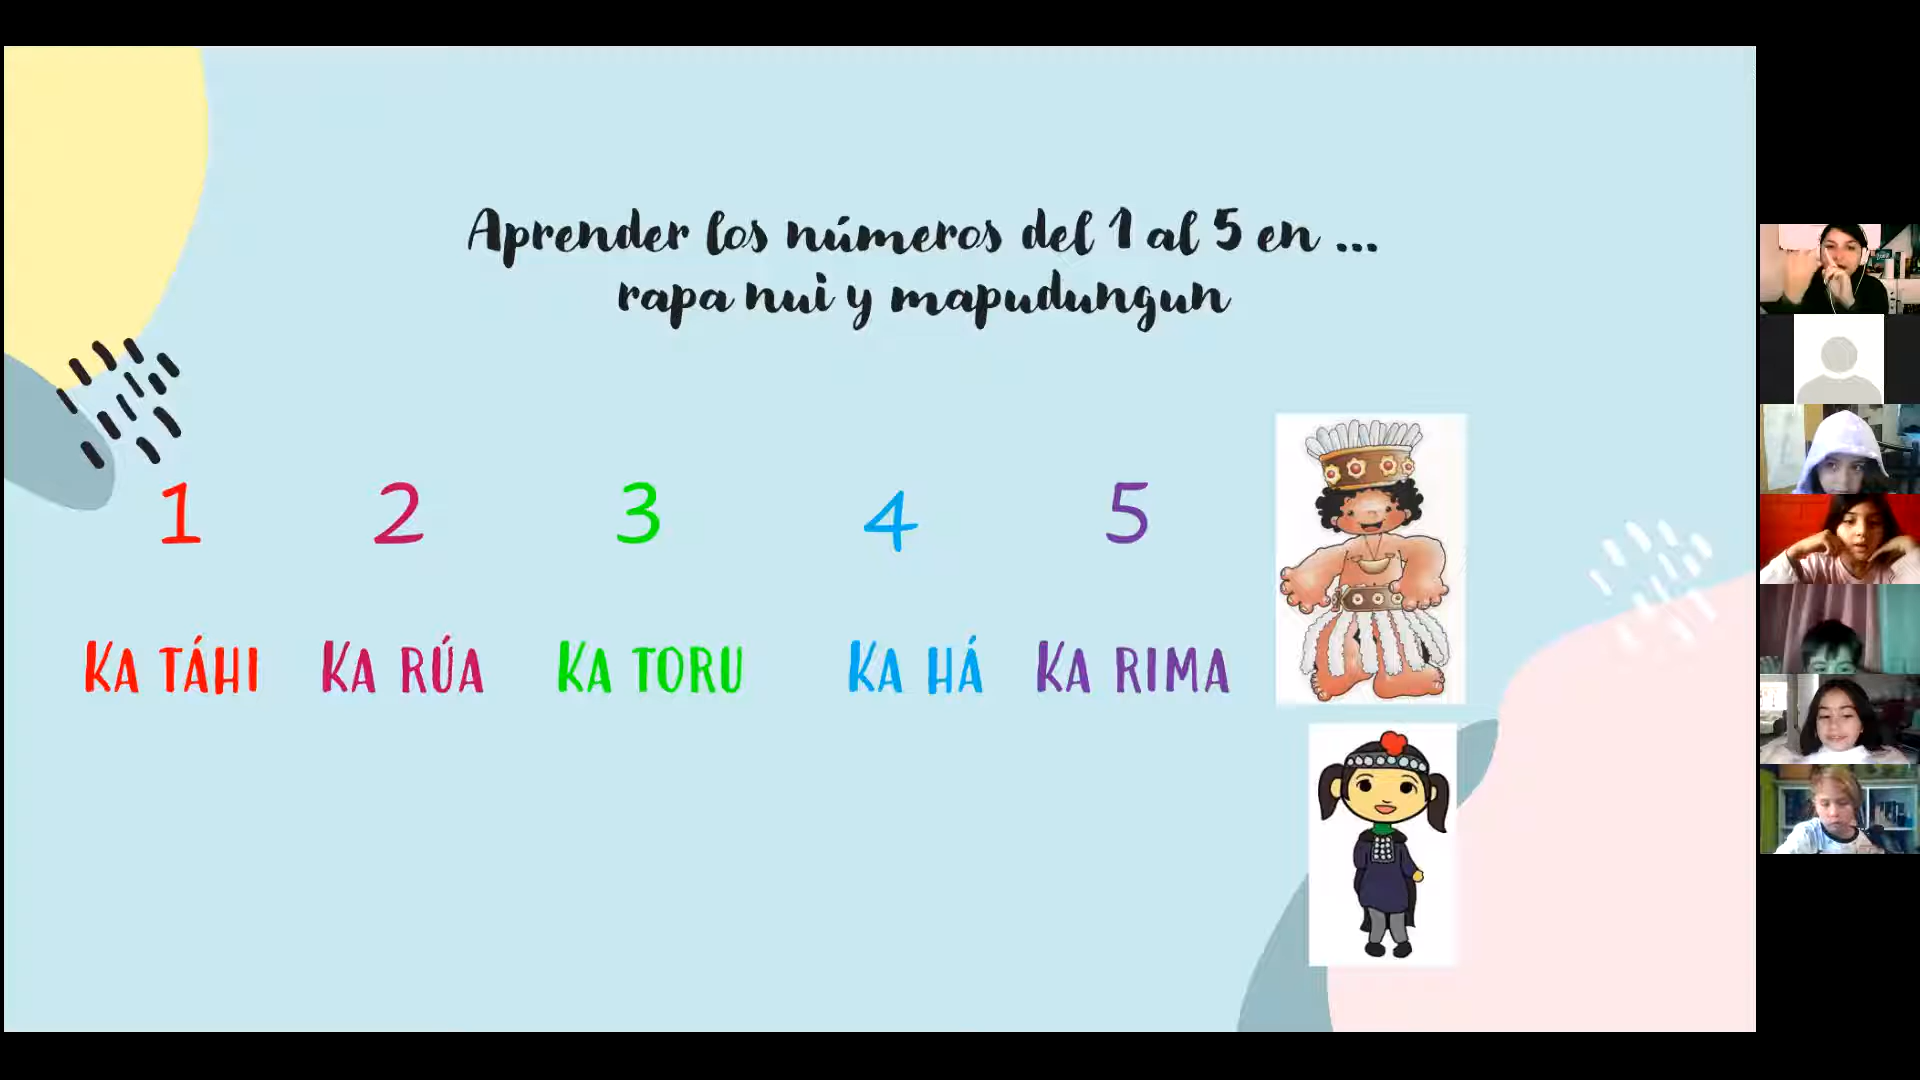 Aprender los números del 1 al 5 en ...
rapa nui y mapudungun
1 2 3 4 5
KA TÁHI KA RÚA KA TORU KA HÁ KA RIMA